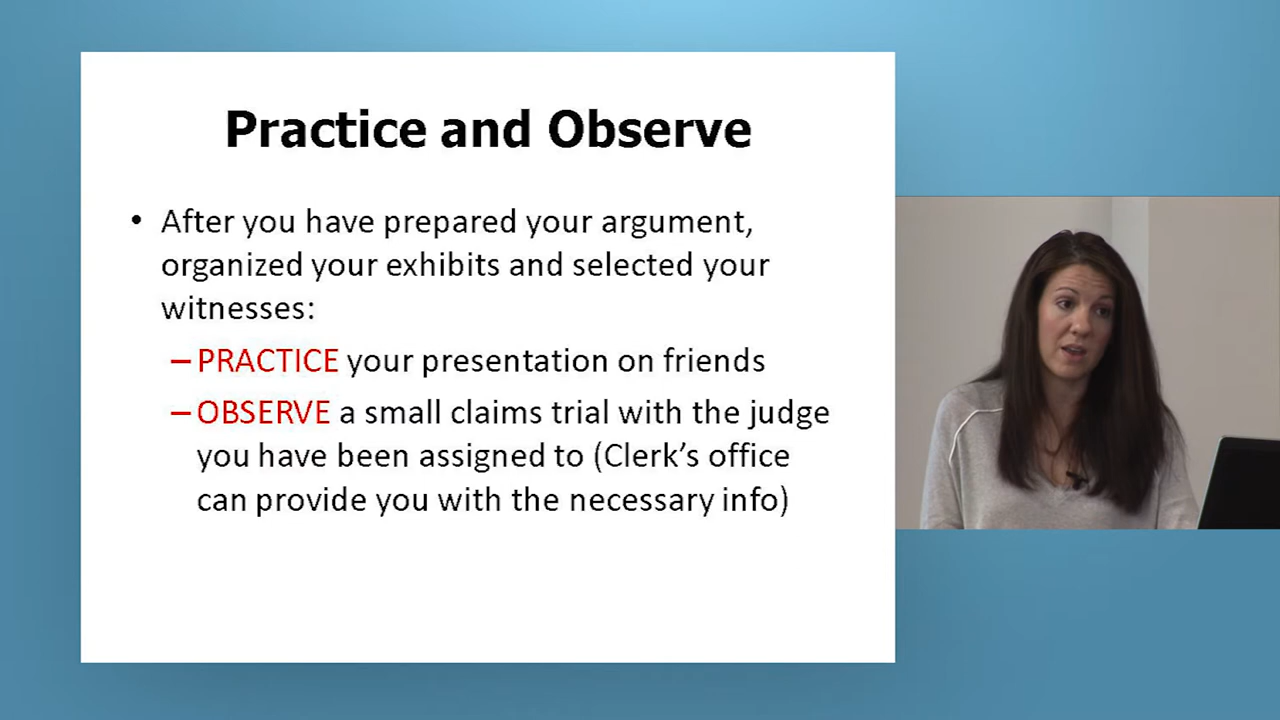 Practice and Observe
• After you have prepared your argument,
organized your exhibits and selected your
witnesses:
– PRACTICE your presentation on friends
– OBSERVE a small claims trial with the judge
you have been assigned to (Clerk's office
can provide you with the necessary info)